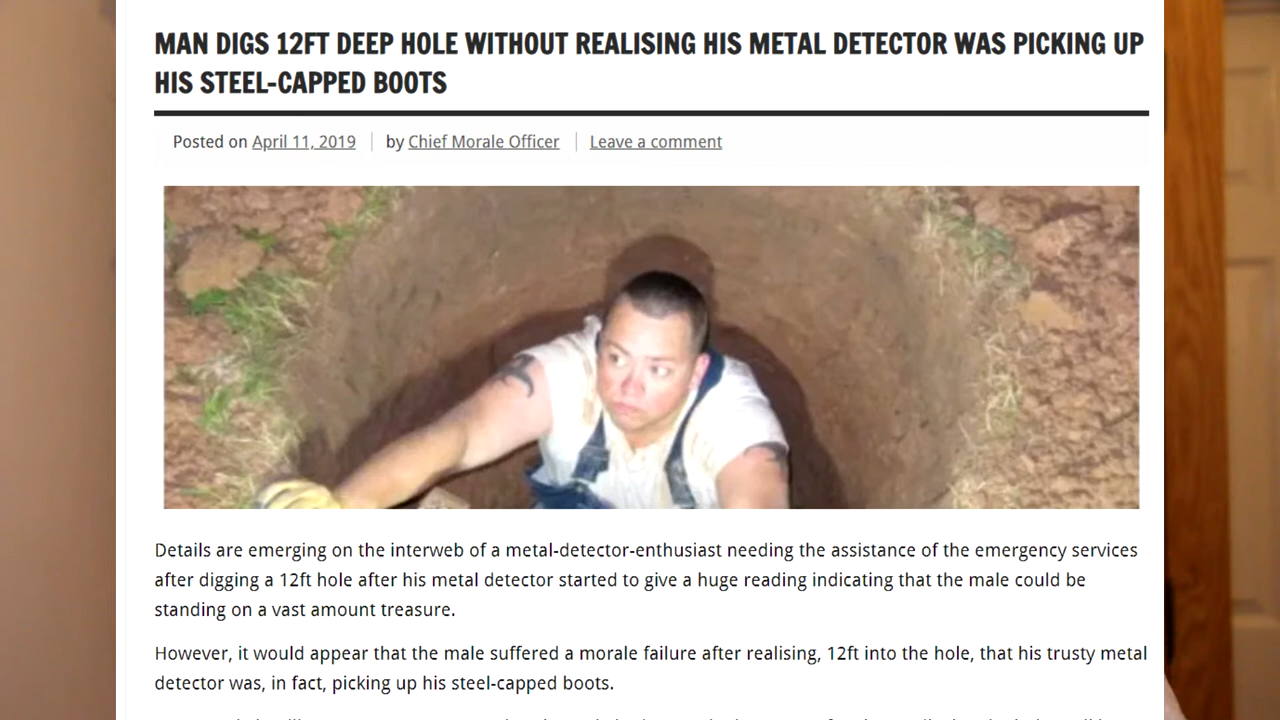 MAN DIGS 12FT DEEP HOLE WITHOUT REALISING HIS METAL DETECTOR WAS PICKING UP
HIS STEEL-CAPPED BOOTS
Posted on April 11, 2019 by Chief Morale Officer Leave a comment
Details are emerging on the interweb of a metal-detector-enthusiast needing the assistance of the emergency services
after digging a 12ft hole after his metal detector started to give a huge reading indicating that the male could be
standing on a vast amount treasure.
However, it would appear that the male suffered a morale failure after realising, 12ft into the hole, that his trusty metal
detector was, in fact, picking up his steel-capped boots.